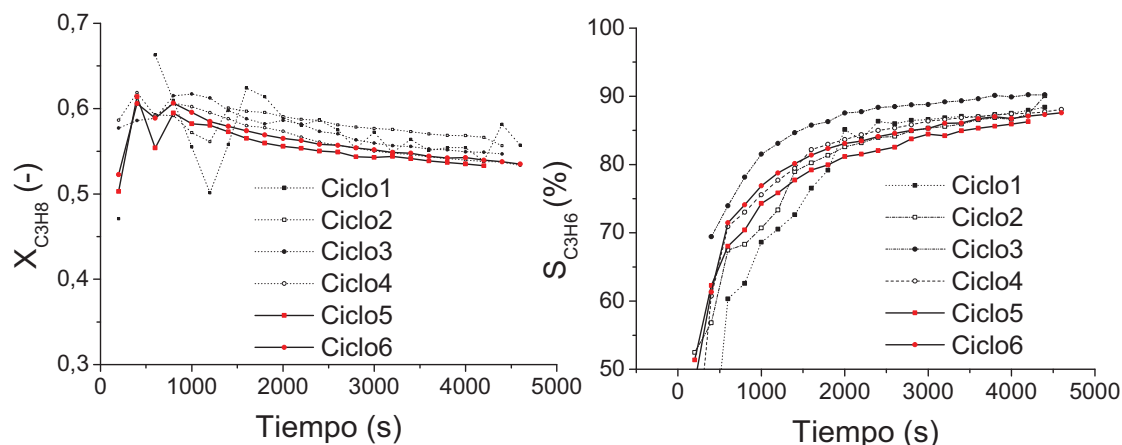 0,7
0,6
0,5
0,4
0,3
X_C3H8 (-)
0 1000 2000 3000 4000 5000
Tiempo (s)
Ciclo1
Ciclo2
Ciclo3
Ciclo4
Ciclo5
Ciclo6
90
80
70
60
50
S_C3H6 (%)
0 1000 2000 3000 4000 5000
Tiempo (s)
Ciclo1
Ciclo2
Ciclo3
Ciclo4
Ciclo5
Ciclo6